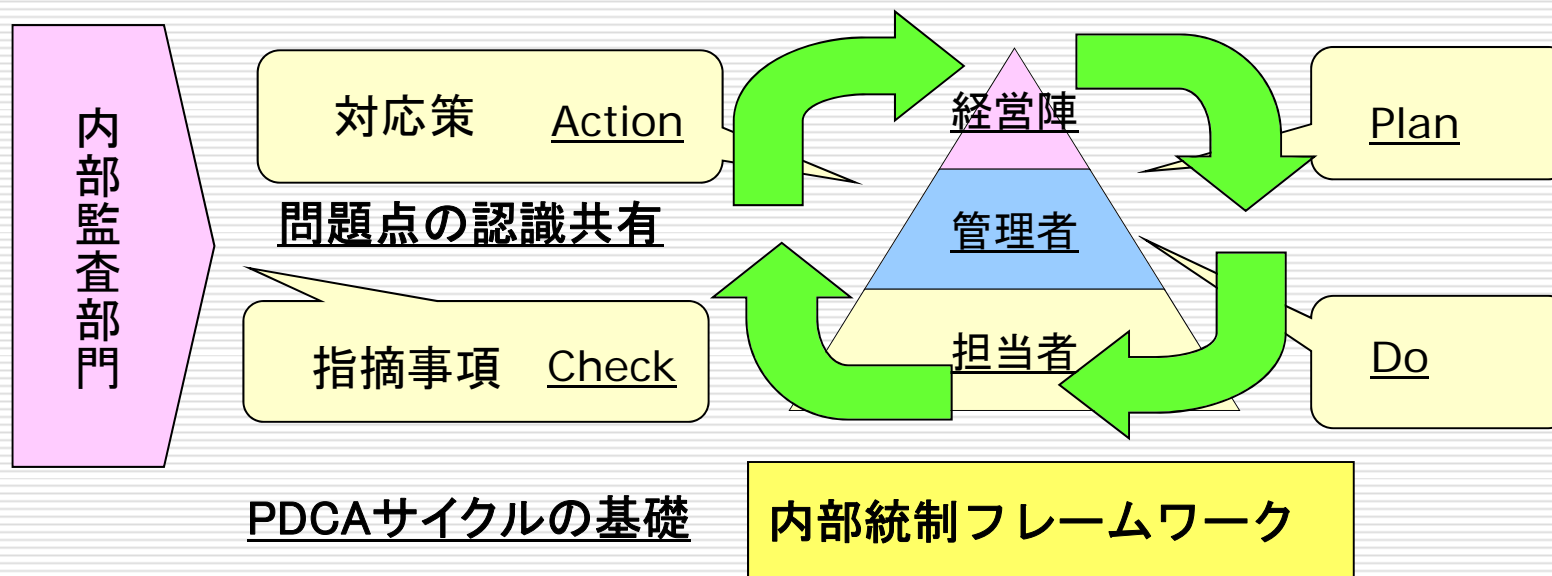 内部監査部門
対応策 Action
経営陣
Plan
問題点の認識共有
管理者
指摘事項 Check
担当者
Do
PDCAサイクルの基礎
内部統制フレームワーク